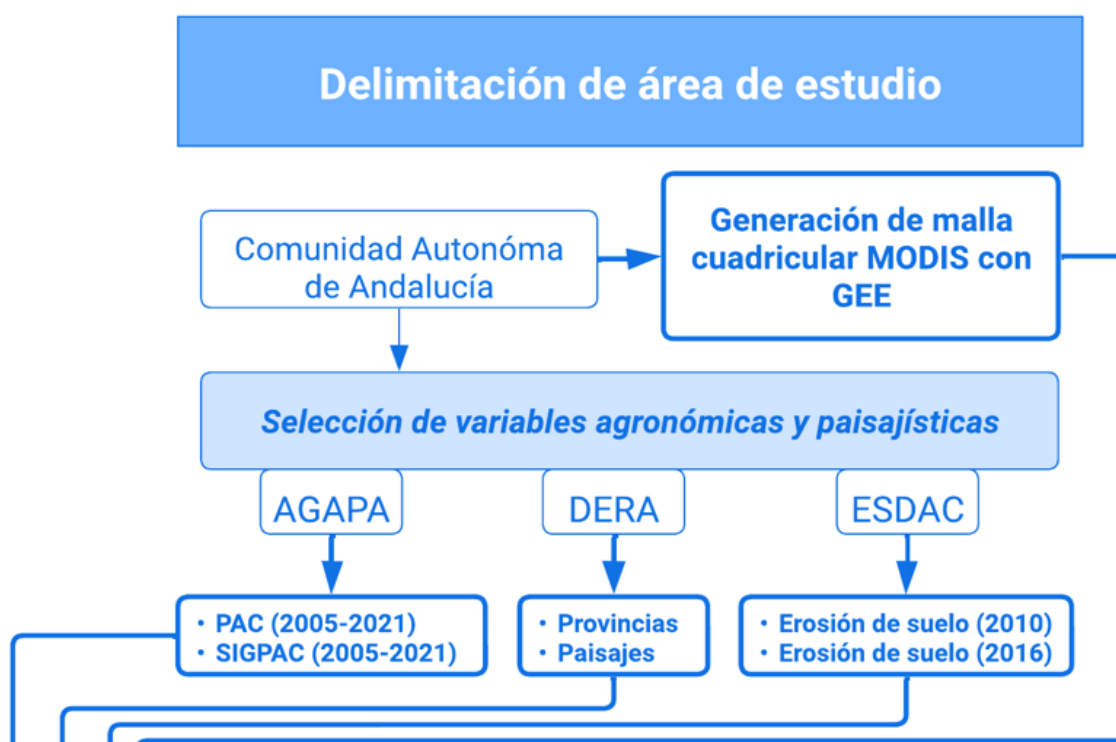 Delimitación de área de estudio
Comunidad Autonóma
de Andalucía
Generación de malla
cuadricular MODIS con
GEE
Selección de variables agronómicas y paisajísticas
AGAPA
DERA
ESDAC
• PAC (2005-2021)
• SIGPAC (2005-2021)
• Provincias
• Paisajes
• Erosión de suelo (2010)
• Erosión de suelo (2016)